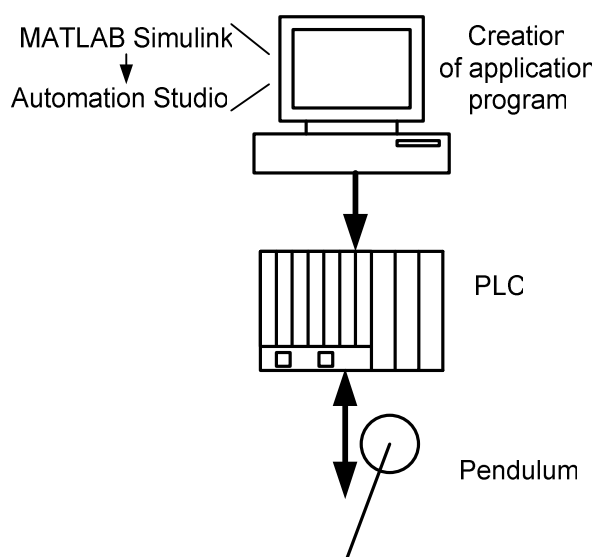 MATLAB Simulink
Automation Studio
Creation
of application
program
PLC
Pendulum